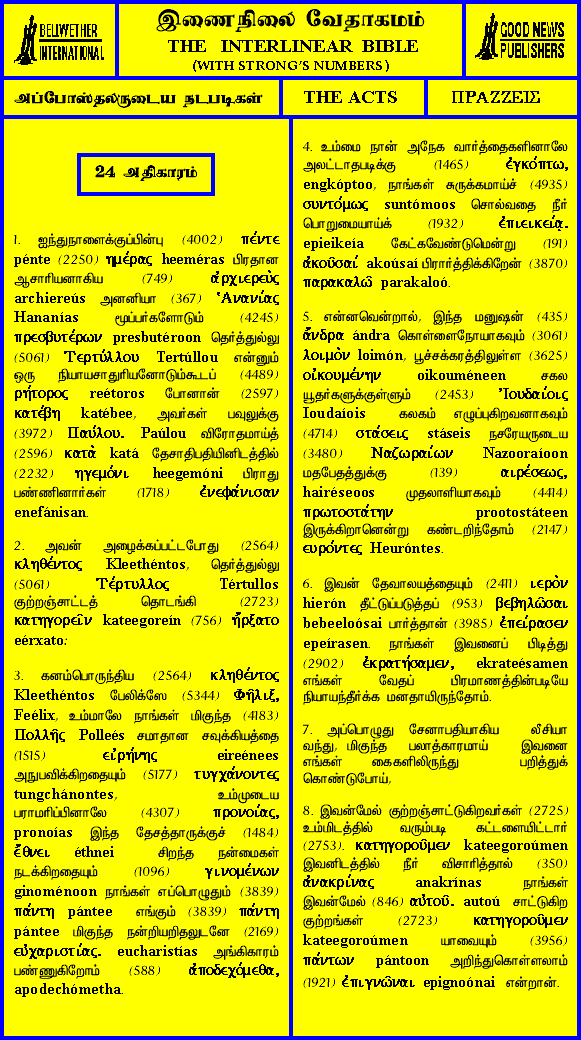 BELLWETHER
INTERNATIONAL
இணைநிலை வேதாகமம்
THE INTERLINEAR BIBLE
(WITH STRONG'S NUMBERS)
GOOD NEWS
PUBLISHERS
அப்போஸ்தலருடைய நடபடிகள்
THE ACTS
ΠΡΑΖΖΕΙΣ
24 அதிகாரம்
1. ஐந்துநாளைக்குப்பின்பு (4002) πέντε
pénte (2250) ημέρας heeméras பிரதான
ஆசாரியனாகிய (749) ἀρχιερεὺς
archiereús அனனியா (367) Ἁνανίας
Hananías மூப்பர்களோடும் (4245)
πρεσβυτέρων presbutéroon தெர்த்துல்லு
(5061) Τερτύλλου Tertúllou என்னும்
ஒரு நியாயசாதுரியனோடும்கூடப் (4489)
ρήτορος reétoros போனான் (2597)
κατέβη katébee, அவர்கள் பவுலுக்கு
(3972) Παύλου. Paúlou விரோதமாய்த்
(2596) κατὰ katá தேசாதிபதியினிடத்தில்
(2232) ηγεμόνι heegemóni பிராது
பண்ணினார்கள் (1718) ἐνεφάνισαν
enefánisan.
2. அவன் அழைக்கப்பட்டபோது (2564)
κληθέντος Kleethéntos, தெர்த்துல்லு
(5061) Τέρτυλλος Tértullos
குற்றஞ்சாட்டத் தொடங்கி (2723)
κατηγορεῖν kateegoreín (756) ἤρξατο
eérxato:
3. கனம்பொருந்திய (2564) κληθέντος
Kleethéntos பேலிக்ஸே (5344) Φῆλιξ,
Feélix, உம்மாலே நாங்கள் மிகுந்த (4183)
Πολλῆς Polleés சமாதான சவுக்கியத்தை
(1515) εἰρήνης eireénees
அநுபவிக்கிறதையும் (5177) τυγχάνοντες
tungchánontes, உம்முடைய
பராமரிப்பினாலே (4307) προνοίας,
pronoías இந்த தேசத்தாருக்குச் (1484)
ἔθνει éthnei சிறந்த நன்மைகள்
நடக்கிறதையும் (1096) γινομένων
ginoménoon நாங்கள் எப்பொழுதும் (3839)
πάντη pántee எங்கும் (3839) πάντη
pántee மிகுந்த நன்றியறிதலுடனே (2169)
εὐχαριστίας. eucharistías அங்கிகாரம்
பண்ணுகிறோம் (588) ἀποδεχόμεθα,
apodechómetha.
4. உம்மை நான் அநேக வார்த்தைகளினாலே
அலட்டாதபடிக்கு (1465) ἐγκόπτω,
engkóptoo, நாங்கள் சுருக்கமாய்ச் (4935)
συντόμως suntómoos சொல்வதை நீர்
பொறுமையாய்க் (1932) ἐπιεικείᾳ.
epieikeía கேட்கவேண்டுமென்று (191)
ἀκοῦσαί akoúsaí பிரார்த்திக்கிறேன் (3870)
παρακαλῶ parakaloó.
5. என்னவென்றால், இந்த மனுஷன் (435)
ἄνδρα ándra கொள்ளைநோயாகவும் (3061)
λοιμὸν loimón, பூச்சக்கரத்திலுள்ள (3625)
οἰκουμένην oikouméneen சகல
யூதர்களுக்குள்ளும் (2453) Ἰουδαίοις
Ioudaíois கலகம் எழுப்புகிறவனாகவும்
(4714) στάσεις stáseis நசரேயருடைய
(3480) Ναζωραίων Nazooraíoon
மதபேதத்துக்கு (139) αιρέσεως,
hairéseoos முதலாளியாகவும் (4414)
πρωτοστάτην prootostáteen
இருக்கிறானென்று கண்டறிந்தோம் (2147)
ευρόντες Heuróntes.
6. இவன் தேவாலயத்தையும் (2411) ιερὸν
hierón தீட்டுப்படுத்தப் (953) βεβηλῶσαι
bebeeloósai பார்த்தான் (3985) ἐπείρασεν
epeírasen. நாங்கள் இவனைப் பிடித்து
(2902) ἐκρατήσαμεν, ekrateésamen
எங்கள் வேதப் பிரமாணத்தின்படியே
நியாயந்தீர்க்க மனதாயிருந்தோம்.
7. அப்பொழுது சேனாபதியாகிய லீசியா
வந்து, மிகுந்த பலாத்காரமாய் இவனை
எங்கள் கைகளிலிருந்து பறித்துக்
கொண்டுபோய்,
8. இவன்மேல் குற்றஞ்சாட்டுகிறவர்கள் (2725)
உம்மிடத்தில் வரும்படி கட்டளையிட்டார்
(2753). κατηγοροῦμεν kateegoroúmen
இவனிடத்தில் நீர் விசாரித்தால் (350)
ἀνακρίνας anakrínas நாங்கள்
இவன்மேல் (846) αὐτοῦ. autoú சாட்டுகிற
குற்றங்கள் (2723) κατηγοροῦμεν
kateegoroúmen யாவையும் (3956)
πάντων pántoon அறிந்துகொள்ளலாம்
(1921) ἐπιγνῶναι epignoónai என்றான்.